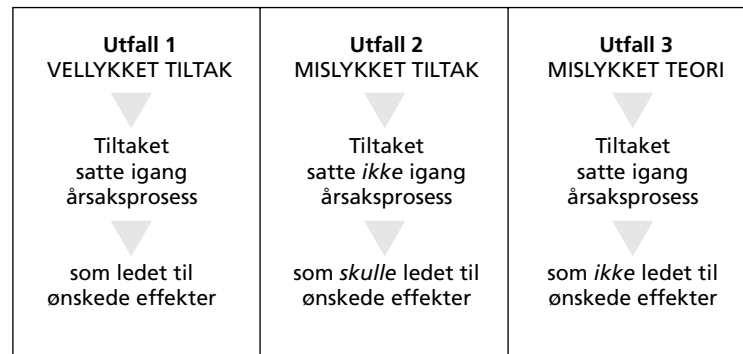 Utfall 1
VELLYKKET TILTAK
Tiltaket
satte igang
årsaksprosess
som ledet til
ønskede effekter
Utfall 2
MISLYKKET TILTAK
Tiltaket
satte ikke igang
årsaksprosess
som skulle ledet til
ønskede effekter
Utfall 3
MISLYKKET TEORI
Tiltaket
satte igang
årsaksprosess
som ikke ledet til
ønskede effekter